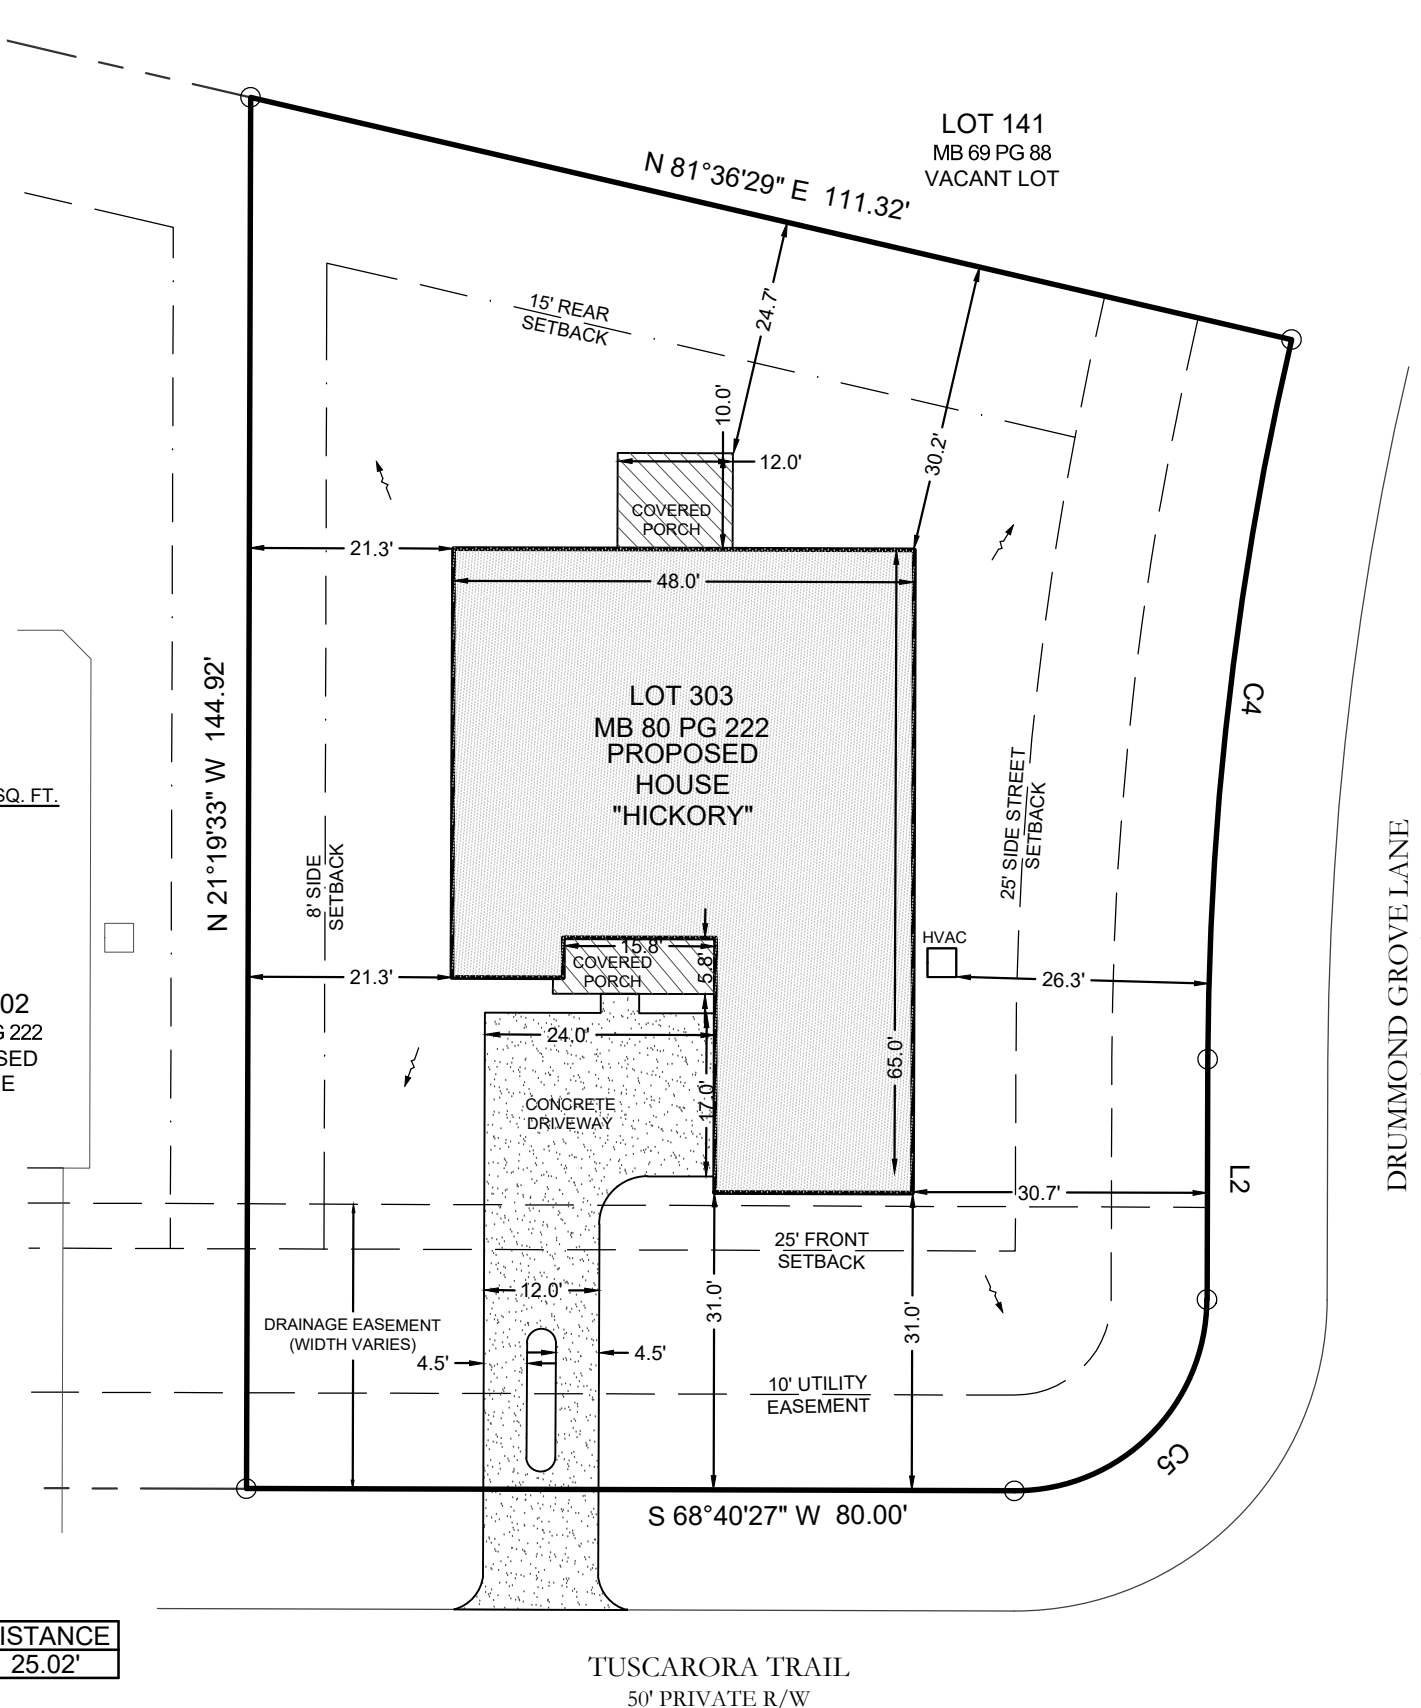 LOT 141
MB 69 PG 88
VACANT LOT
N 81°36'29" E 111.32'
15' REAR
SETBACK
24.7'
30.2'
10.0'
12.0'
COVERED
PORCH
21.3'
48.0'
N 21°19'33" W 144.92'
LOT 303
MB 80 PG 222
PROPOSED
HOUSE
"HICKORY"
C4
SQ. FT.
8' SIDE
SETBACK
25' SIDE STREET
SETBACK
DRUMMOND GROVE LANE
HVAC
15.8'
COVERED
PORCH
5.8'
21.3'
26.3'
02
G 222
SED
E
24.0'
65.0'
CONCRETE
DRIVEWAY
17.0'
L2
30.7'
25' FRONT
SETBACK
12.0'
31.0'
31.0'
DRAINAGE EASEMENT
(WIDTH VARIES)
4.5'
4.5'
10' UTILITY
EASEMENT
C5
S 68°40'27" W 80.00'
ISTANCE
25.02'
TUSCARORA TRAIL
50' PRIVATE R/W